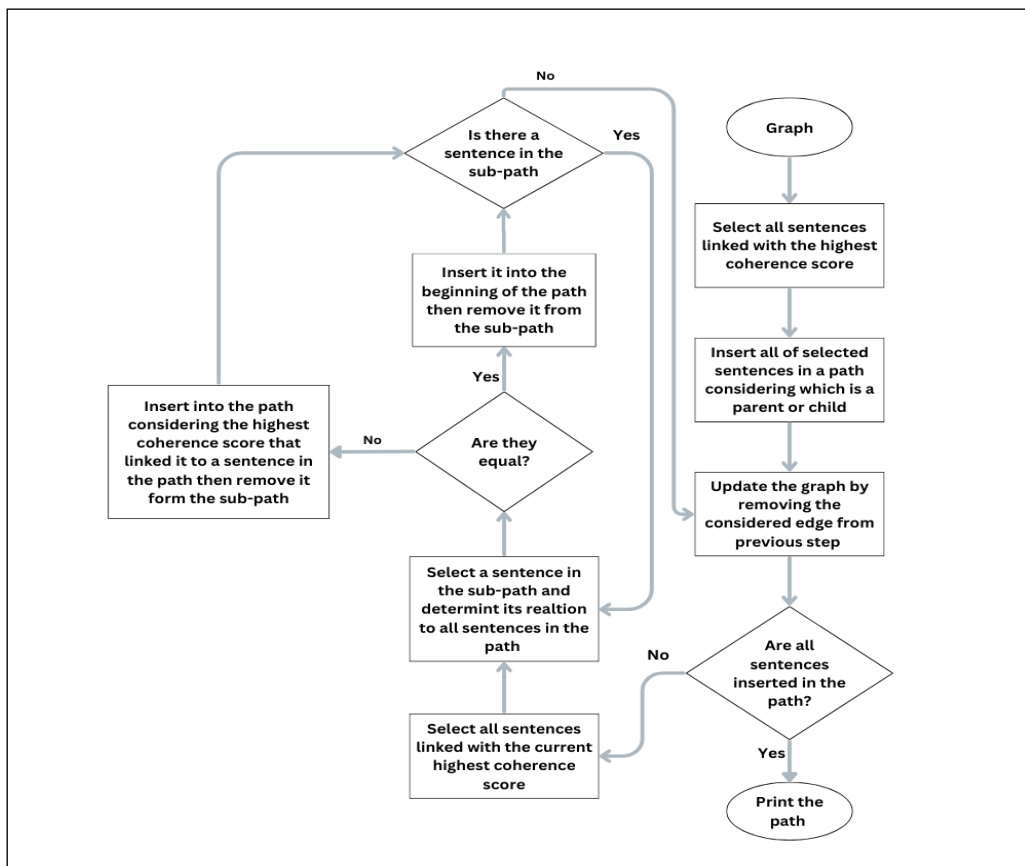 Graph
Select all sentences
linked with the highest
coherence score
Insert all of selected
sentences in a path
considering which is a
parent or child
Update the graph by
removing the
considered edge from
previous step
Are all
sentences
inserted in the
path?
Yes
Print the
path
No
Select all sentences
linked with the current
highest coherence
score
Select a sentence in
the sub-path and
determint its realtion
to all sentences in the
path
Are they
equal?
Yes
Insert it into the
beginning of the path
then remove it from
the sub-path
No
Insert into the path
considering the highest
coherence score that
linked it to a sentence in
the path then remove it
form the sub-path
Is there a
sentence in the
sub-path
Yes
No